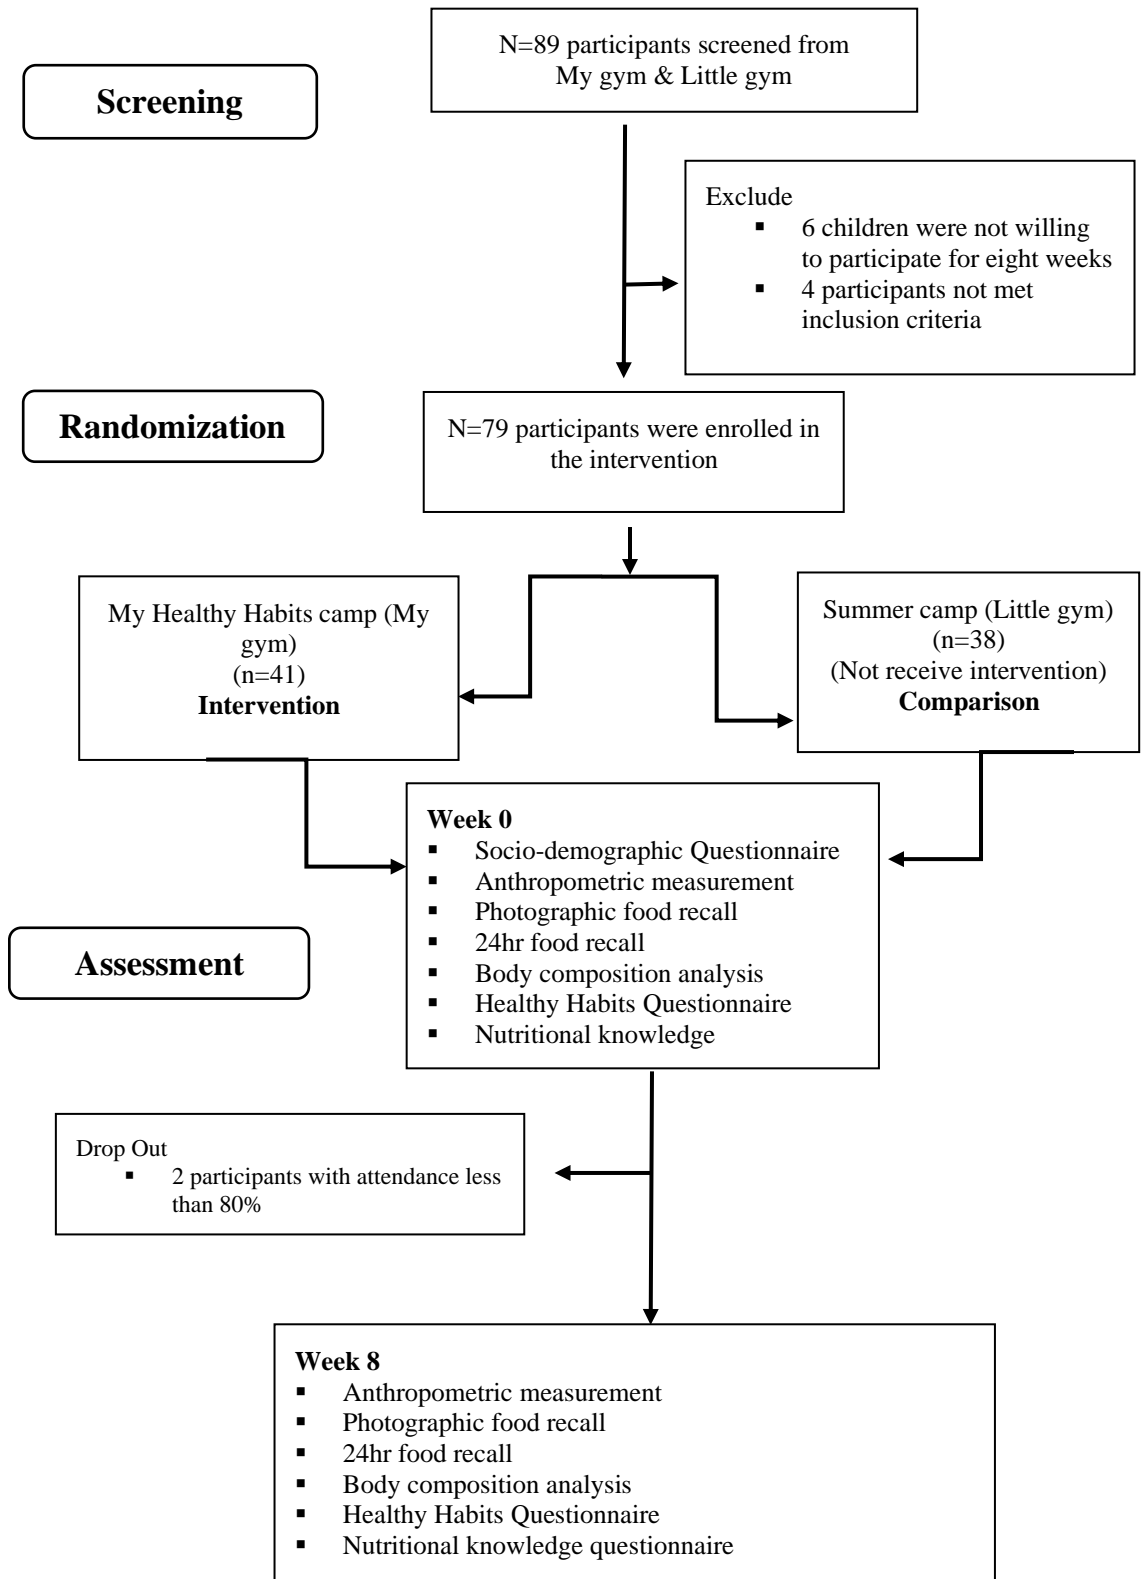 N=89 participants screened from
My gym & Little gym
Screening
Exclude
▪ 6 children were not willing
to participate for eight weeks
▪ 4 participants not met
inclusion criteria
Randomization
N=79 participants were enrolled in
the intervention
My Healthy Habits camp (My
gym)
(n=41)
Intervention
Summer camp (Little gym)
(n=38)
(Not receive intervention)
Comparison
Week 0
▪ Socio-demographic Questionnaire
▪ Anthropometric measurement
▪ Photographic food recall
▪ 24hr food recall
▪ Body composition analysis
▪ Healthy Habits Questionnaire
▪ Nutritional knowledge
Assessment
Drop Out
▪ 2 participants with attendance less
than 80%
Week 8
▪ Anthropometric measurement
▪ Photographic food recall
▪ 24hr food recall
▪ Body composition analysis
▪ Healthy Habits Questionnaire
▪ Nutritional knowledge questionnaire